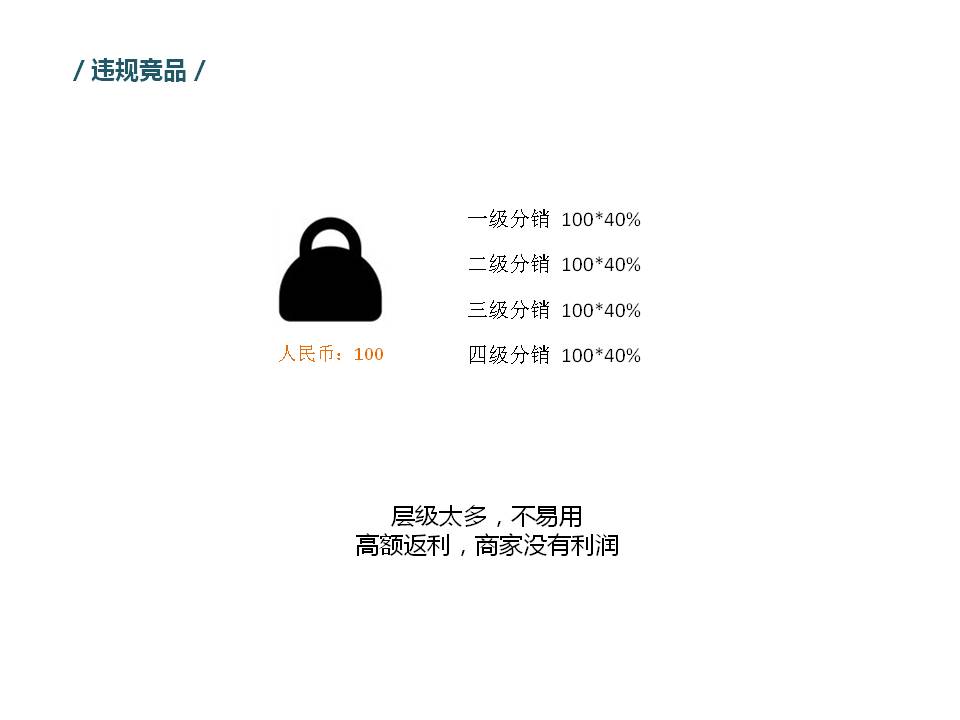 / 违规竞品 /
一级分销 100*40%
二级分销 100*40%
三级分销 100*40%
四级分销 100*40%
人民币：100
层级太多，不易用
高额返利，商家没有利润